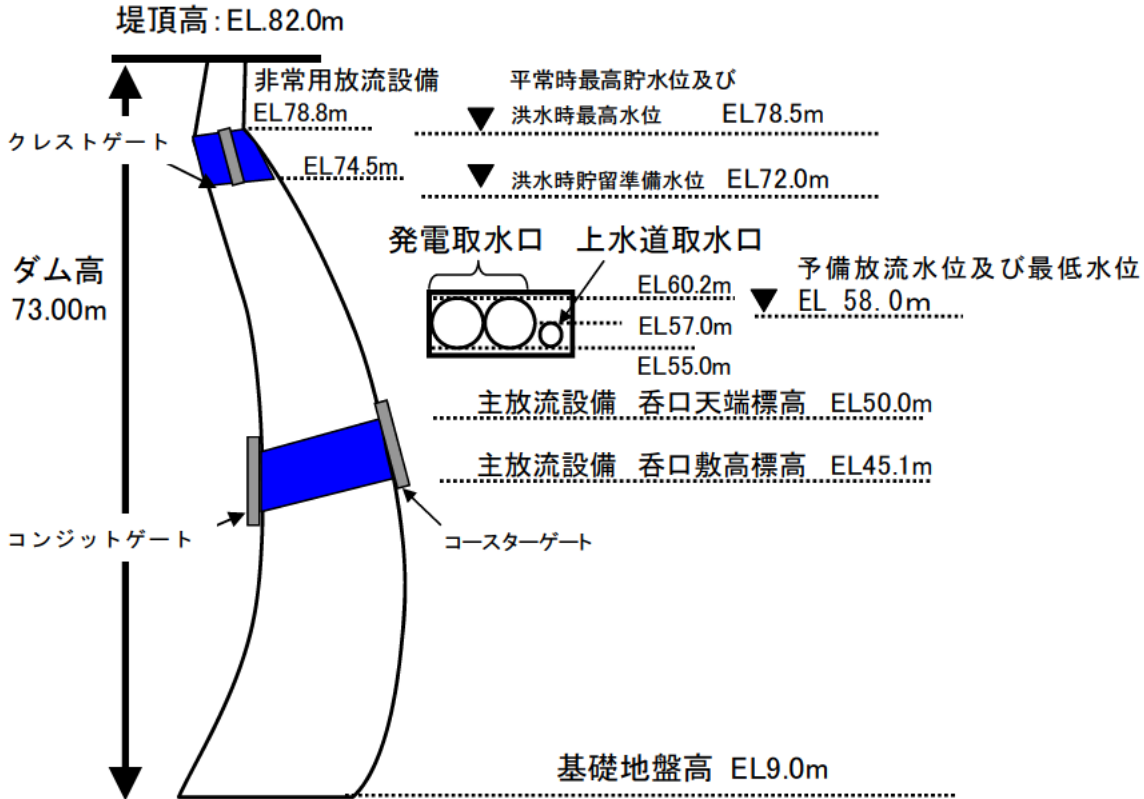 堤頂高：EL.82.0m
非常用放流設備
EL78.8m
平常時最高貯水位及び
洪水時最高水位 EL78.5m
クレストゲート
EL74.5m
洪水時貯留準備水位 EL72.0m
発電取水口 上水道取水口
ダム高
73.00m
EL60.2m
予備放流水位及び最低水位
EL 58.0m
EL57.0m
EL55.0m
主放流設備 呑口天端標高 EL50.0m
主放流設備 呑口敷高標高 EL45.1m
コンジットゲート
コースターゲート
基礎地盤高 EL9.0m